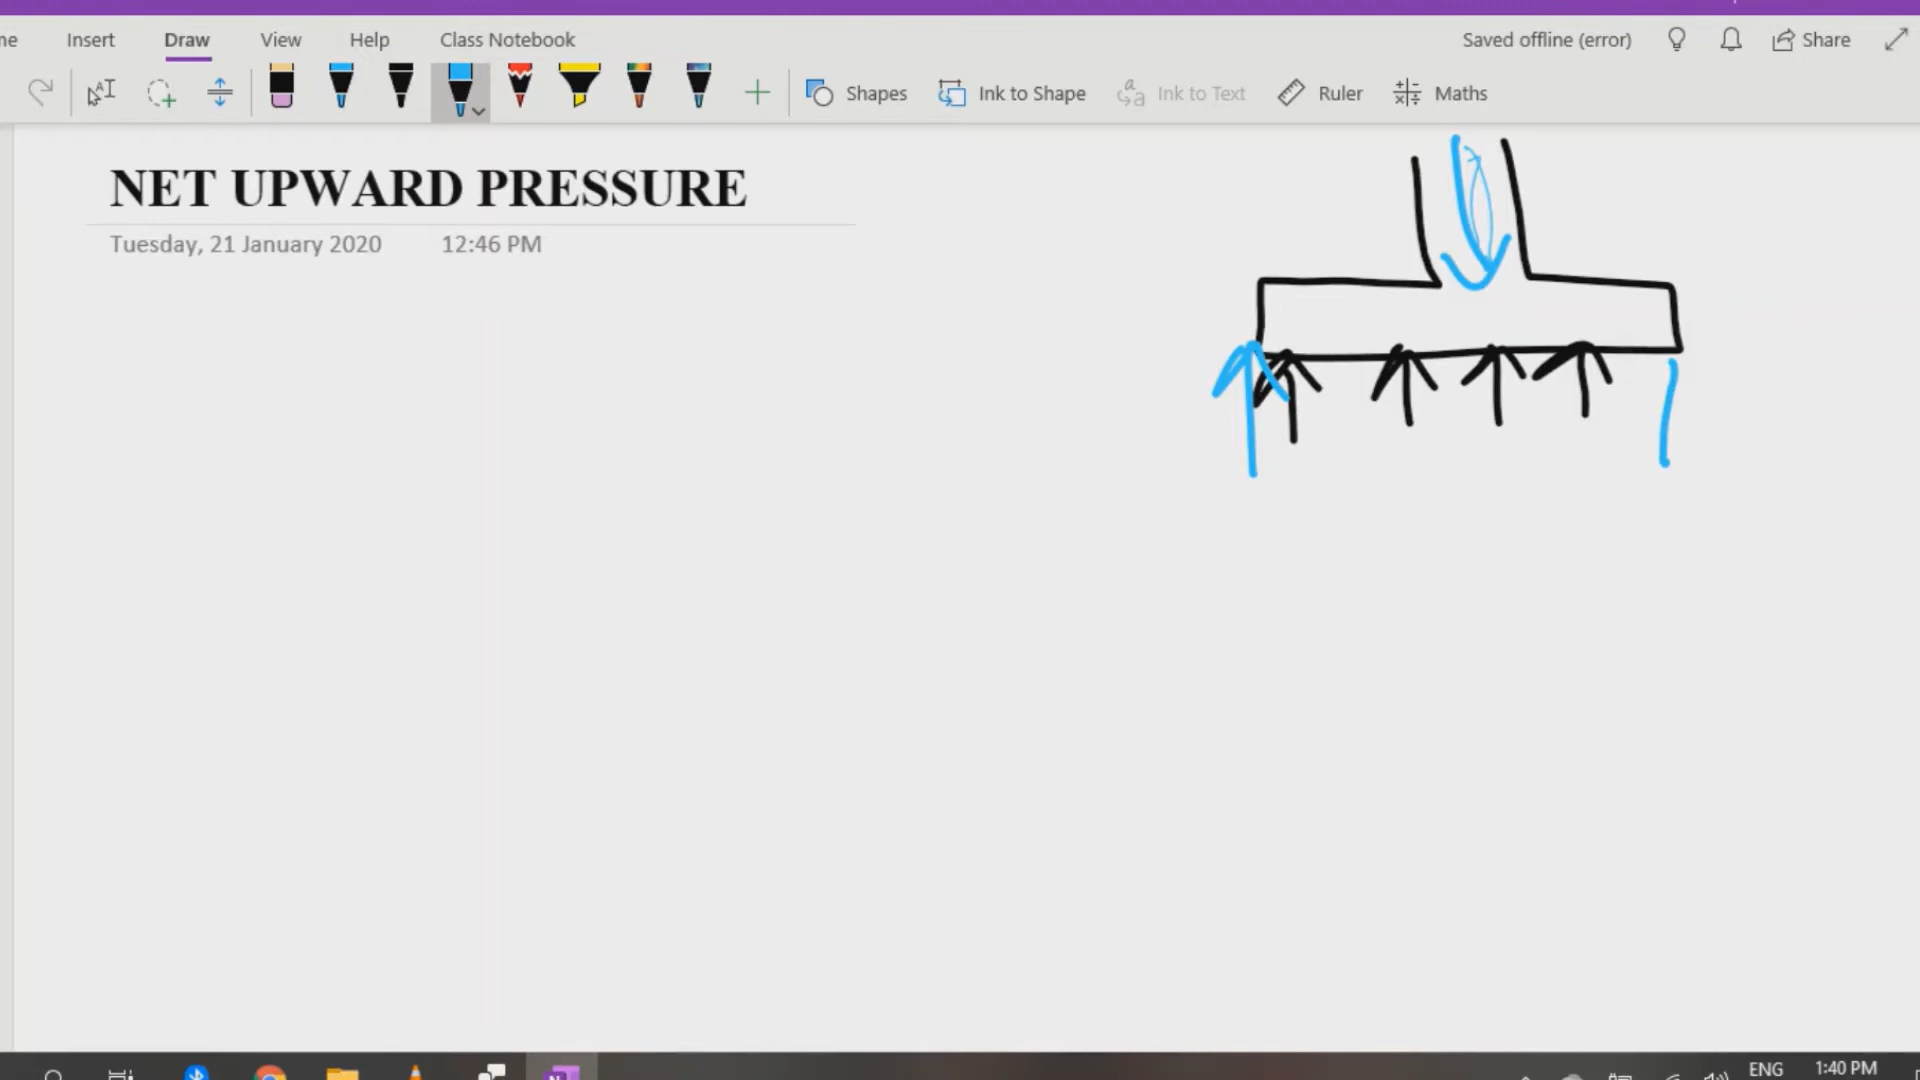 me Insert Draw View Help Class Notebook Saved offline (error) Share
Shapes Ink to Shape Ink to Text Ruler Maths
NET UPWARD PRESSURE
Tuesday, 21 January 2020 12:46 PM
ENG 1:40 PM